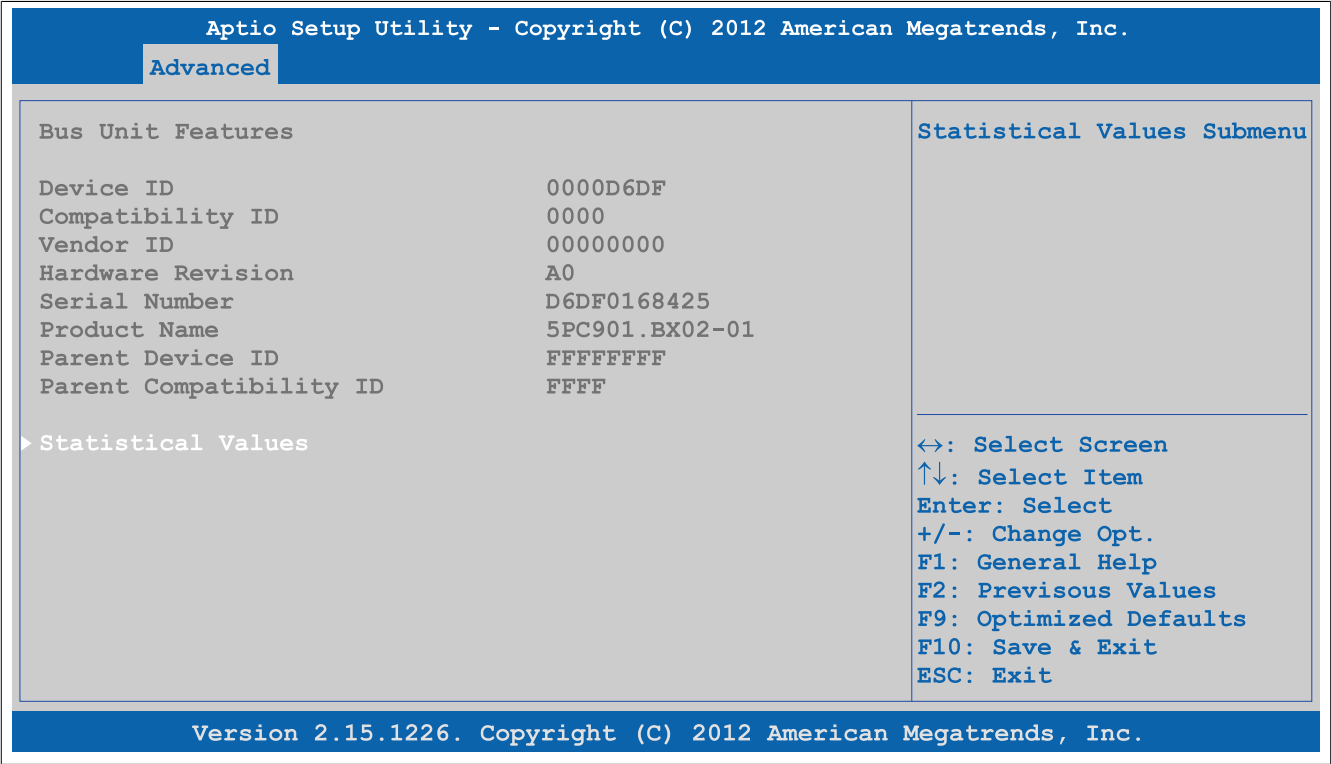 Aptio Setup Utility - Copyright (C) 2012 American Megatrends, Inc.
Advanced
Bus Unit Features
Device ID 0000D6DF
Compatibility ID 0000
Vendor ID 00000000
Hardware Revision A0
Serial Number D6DF0168425
Product Name 5PC901.BX02-01
Parent Device ID FFFFFFFF
Parent Compatibility ID FFFF
Statistical Values
Statistical Values Submenu
↔: Select Screen
↑↓: Select Item
Enter: Select
+/-: Change Opt.
F1: General Help
F2: Previsous Values
F9: Optimized Defaults
F10: Save & Exit
ESC: Exit
Version 2.15.1226. Copyright (C) 2012 American Megatrends, Inc.